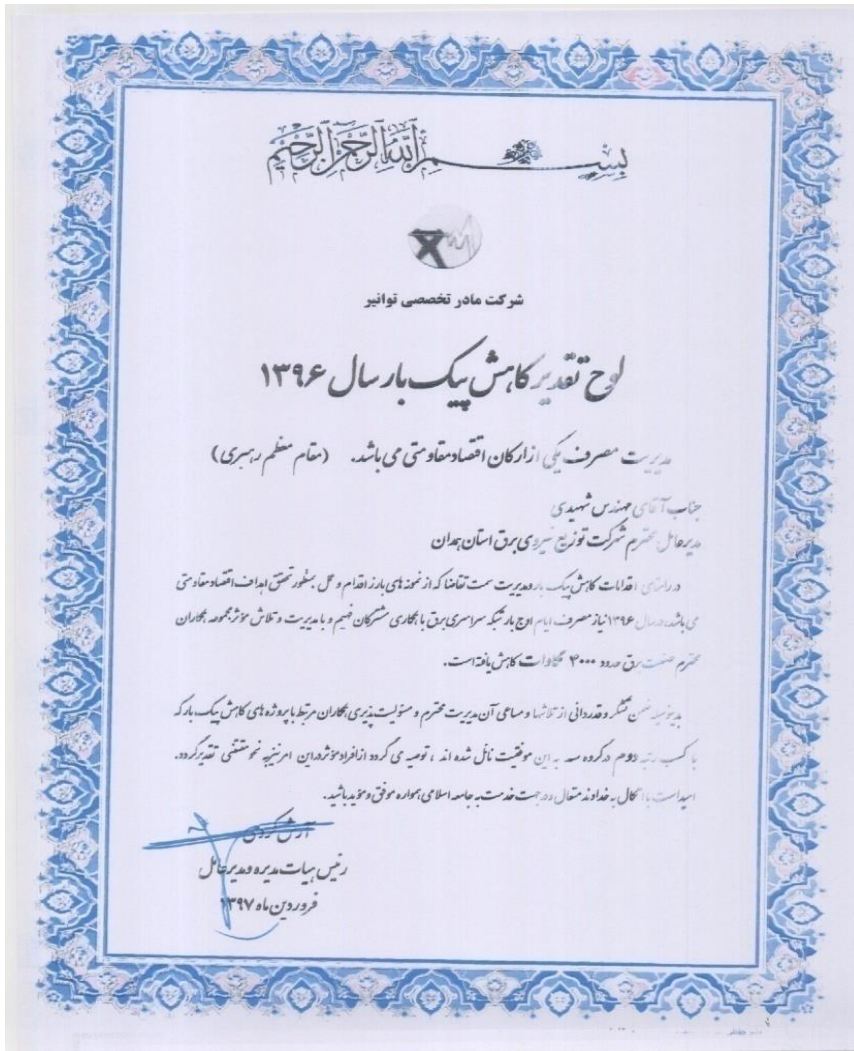 بسم الله الرحمن الرحیم
شرکت مادر تخصصی توانیر
لوح تقدیر کاهش پیک بار سال ۱۳۹۶
مدیریت مصرف یکی از ارکان اقتصاد مقاومتی می باشد. (مقام معظم رهبری)
جناب آقای مهندس شهیدی
مدیرعامل محترم شرکت توزیع نیروی برق استان همدان
در راستای اقدامات کاهش پیک بار و مدیریت سمت تقاضا که از نمونه های بارز اقدام و عمل بمنظور تحقق اهداف اقتصاد مقاومتی
می باشد، در سال ۱۳۹۶ نیاز مصرف ایام اوج بار شبکه سراسری برق با همکاری مشترکان فهیم و با مدیریت و تلاش مؤثر مجموعه همکاران
محترم صنعت برق حدود ۴۰۰۰ مگاوات کاهش یافته است.
بدینوسیله ضمن تشکر و قدردانی از تلاشها و مساعی آن مدیریت محترم و مسئولیت پذیری همکاران مرتبط با پروژه های کاهش پیک بار که
با کسب رتبه دوم در گروه سه به این موفقیت نائل شده اند ، توصیه می گردد از افراد مؤثر در این امر نیز به نحو مقتضی تقدیر گردد.
امید است با اتکال به خداوند متعال در جهت خدمت به جامعه اسلامی همواره موفق و مؤید باشید.
آرش کردی
رئیس هیات مدیره و مدیرعامل
فروردین ماه ۱۳۹۷